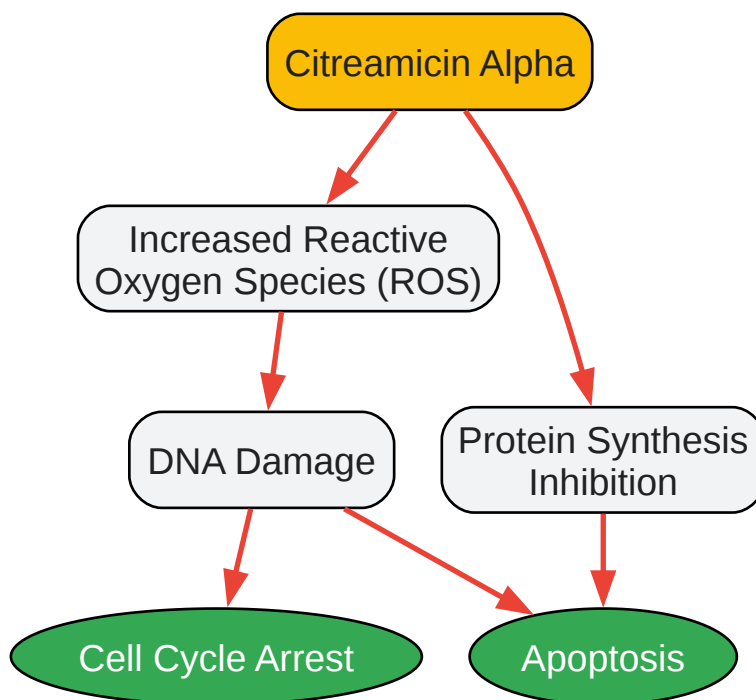 Citreamicin Alpha
Increased Reactive
Oxygen Species (ROS)
DNA Damage
Protein Synthesis
Inhibition
Cell Cycle Arrest
Apoptosis